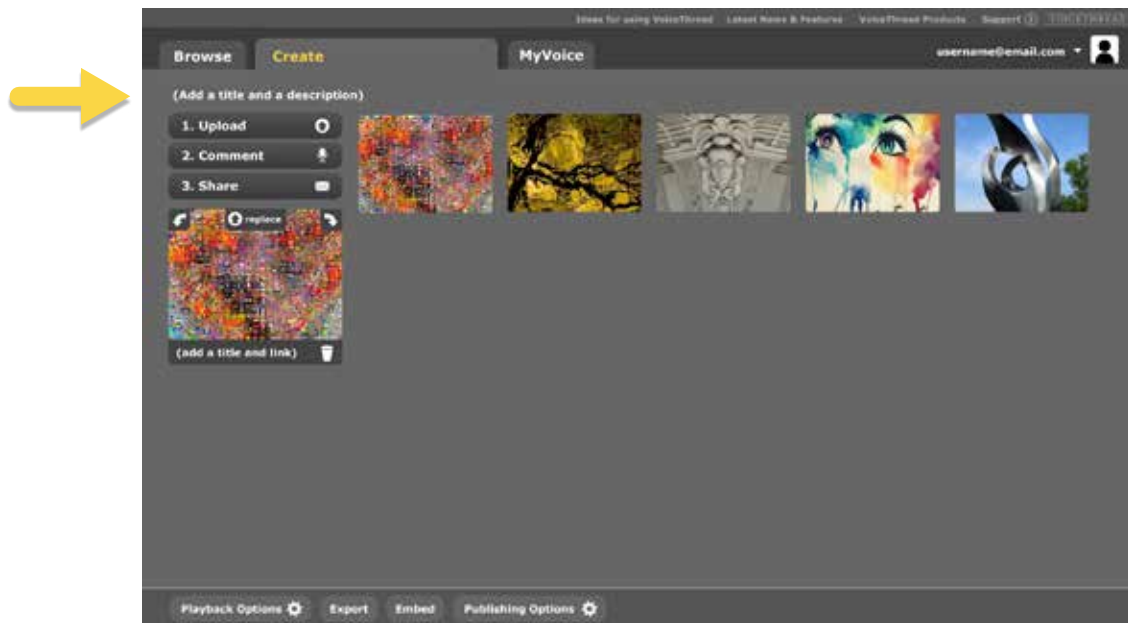 Ideas for using VoiceThread Latest News & Features VoiceThread Products Support VOICETHREAD
Browse Create MyVoice username@email.com
(Add a title and a description)
1. Upload
2. Comment
3. Share
replace
(add a title and link)
Playback Options Export Embed Publishing Options